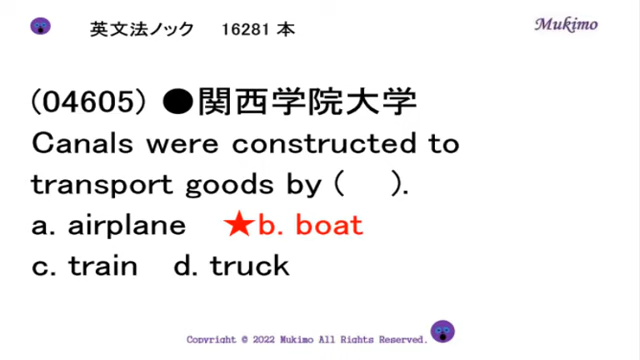 英文法ノック 16281 本
Mukimo
(04605) ●関西学院大学
Canals were constructed to
transport goods by (　).
a. airplane ★b. boat
c. train d. truck
Copyright © 2022 Mukimo All Rights Reserved.